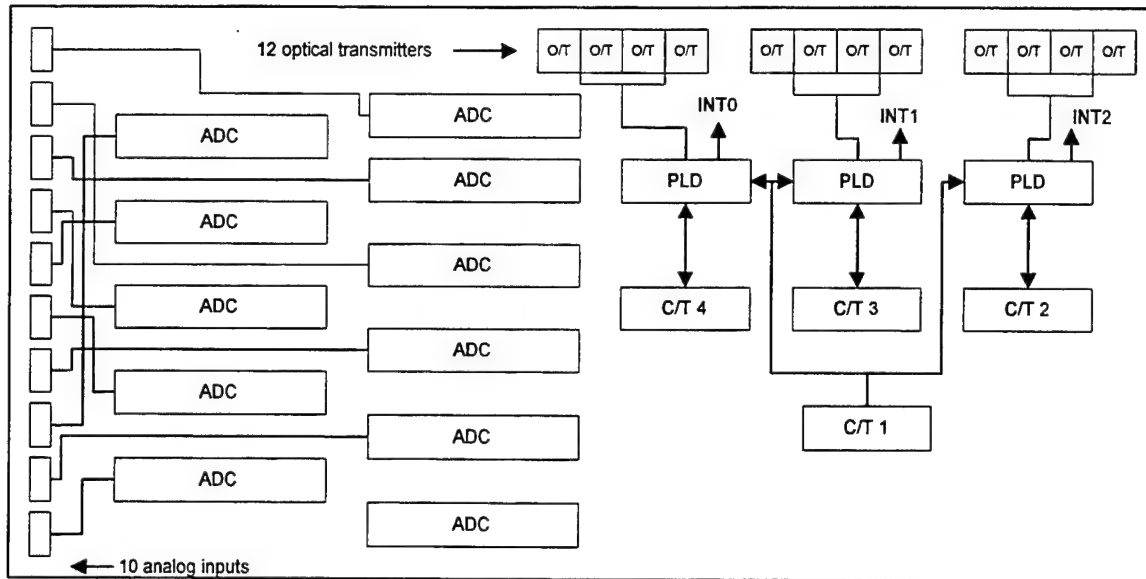 12 optical transmitters
O/T O/T O/T O/T
O/T O/T O/T O/T
O/T O/T O/T O/T
INT0
INT1
INT2
ADC
ADC
ADC
ADC
ADC
ADC
ADC
ADC
ADC
ADC
ADC
PLD
PLD
PLD
C/T 4
C/T 3
C/T 2
C/T 1
10 analog inputs